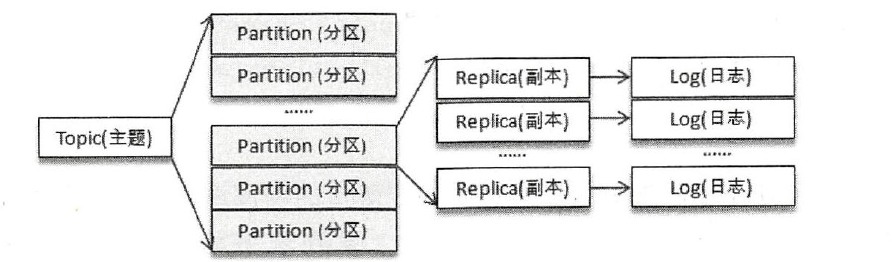 Topic(主题)
Partition (分区)
Partition (分区)
......
Partition (分区)
Partition (分区)
Partition (分区)
Replica(副本)
Replica(副本)
......
Replica(副本)
Log(日志)
Log(日志)
......
Log(日志)